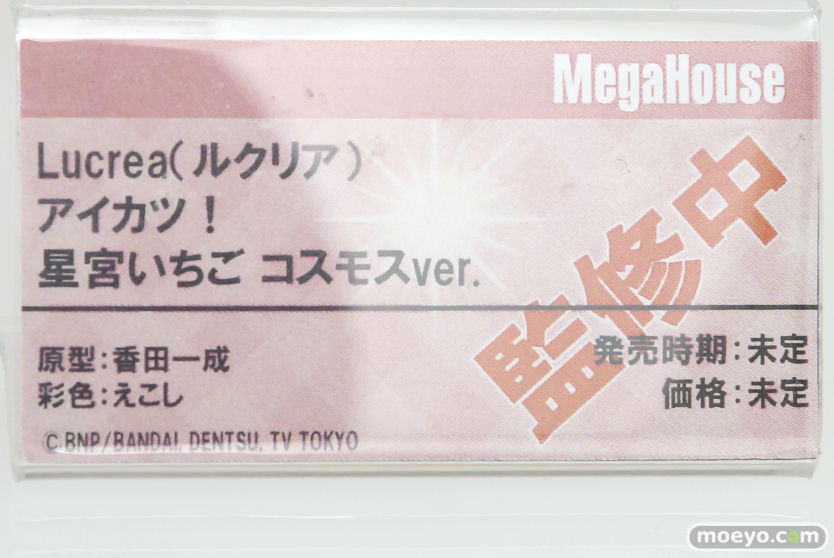 MegaHouse
Lucrea(ルクリア)
アイカツ!
星宮いちご コスモスver.
監修中
原型:香田一成
発売時期:未定
彩色:えこし
価格:未定
©BNP/BANDAI, DENTSU, TV TOKYO
moeyo.com